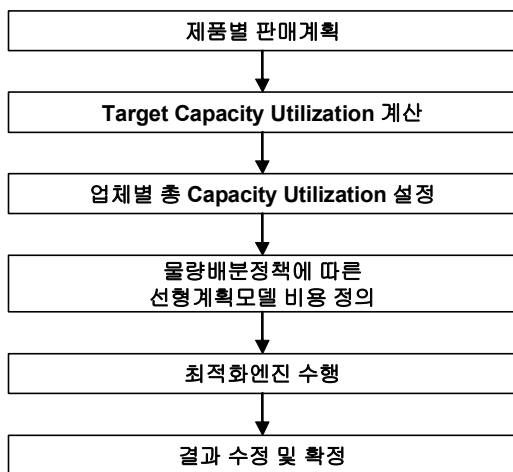 제품별 판매계획
Target Capacity Utilization 계산
업체별 총 Capacity Utilization 설정
물량배분정책에 따른
선형계획모델 비용 정의
최적화엔진 수행
결과 수정 및 확정